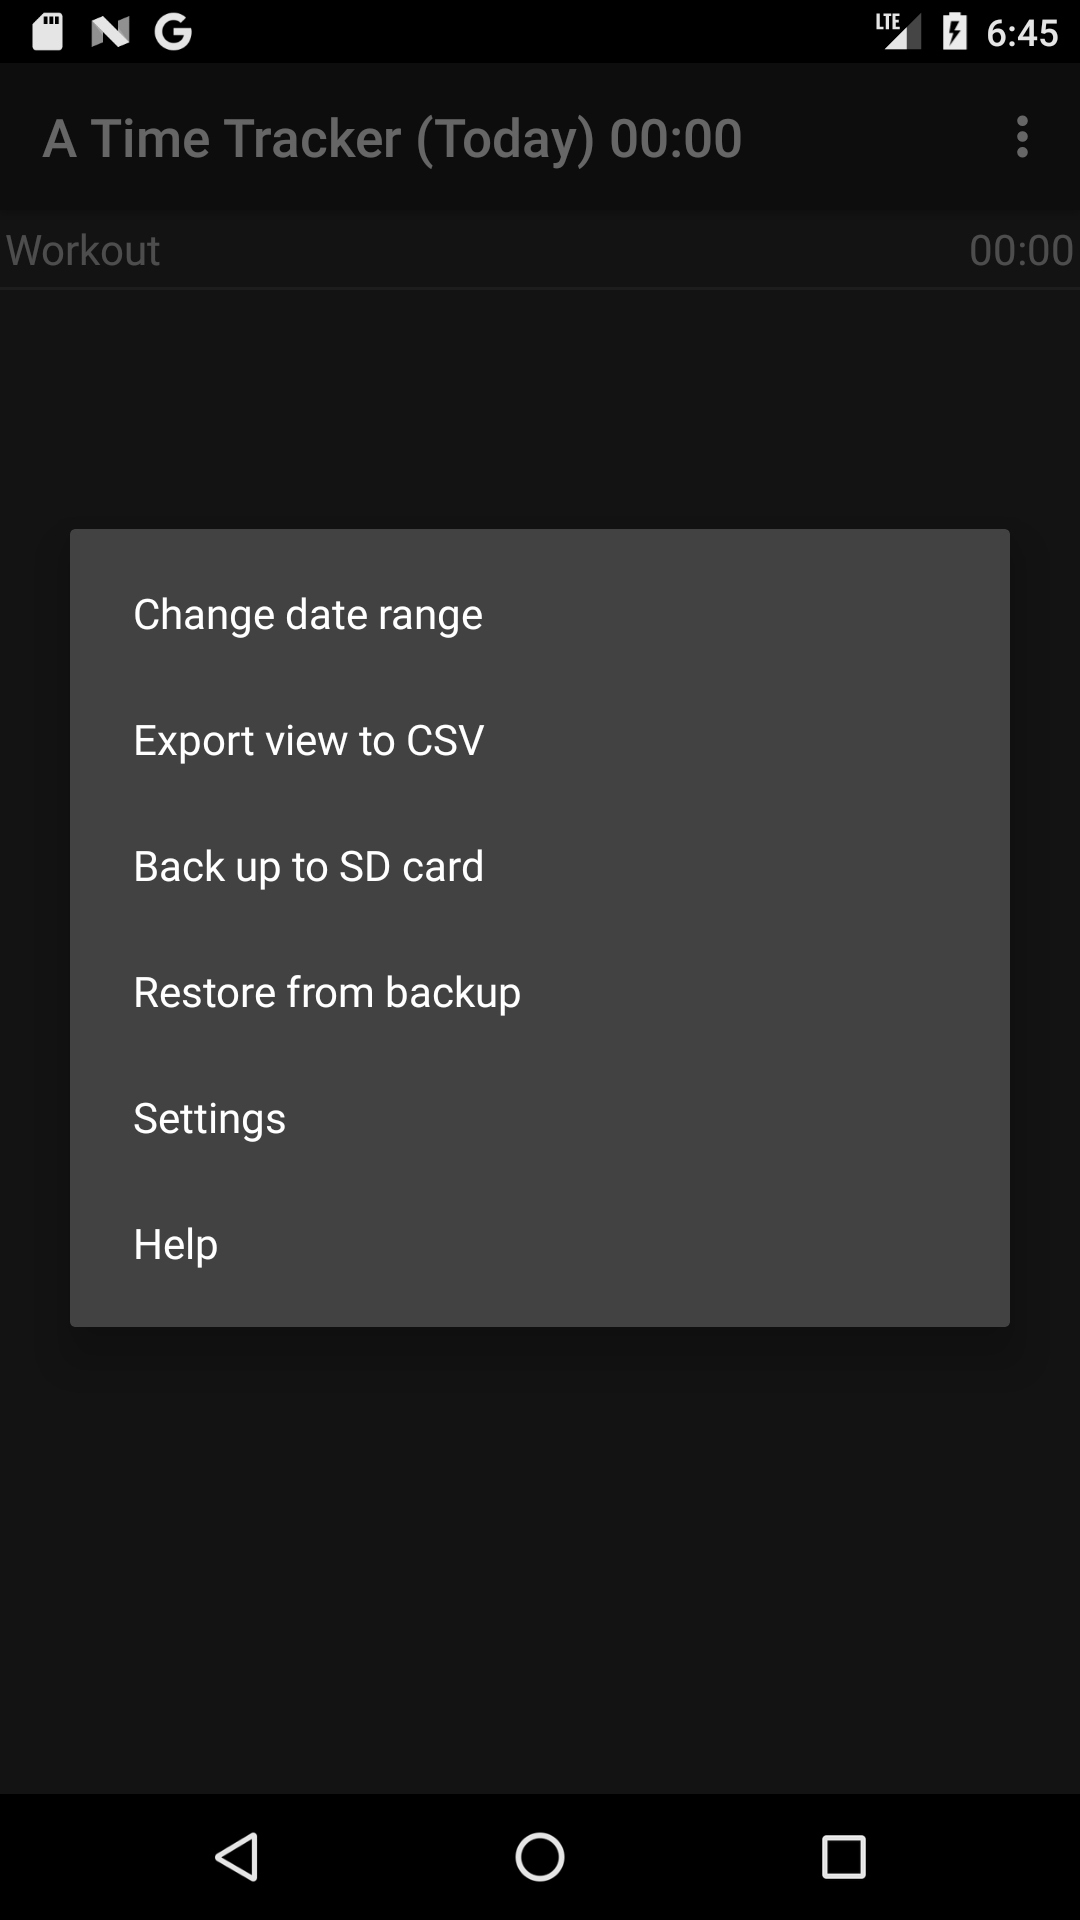 LTE 6:45
A Time Tracker (Today) 00:00
Workout 00:00
Change date range
Export view to CSV
Back up to SD card
Restore from backup
Settings
Help